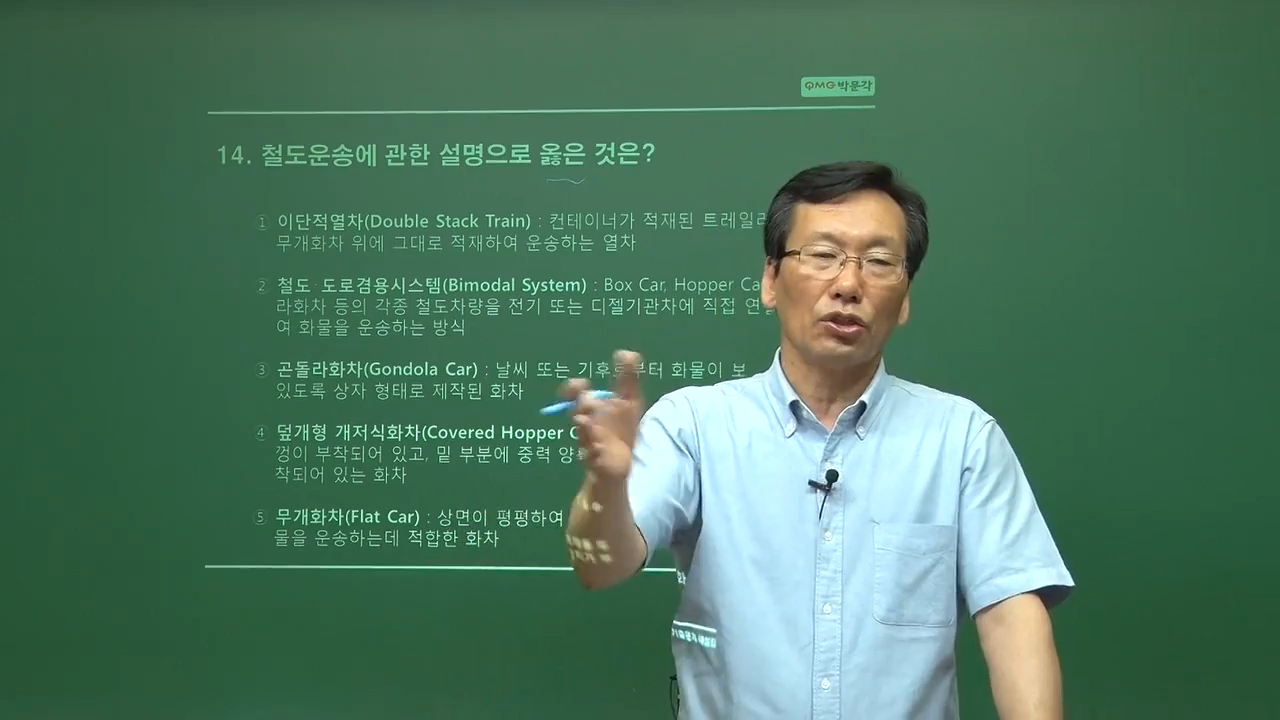 박문각
14. 철도운송에 관한 설명으로 옳은 것은?
① 이단적열차(Double Stack Train) : 컨테이너가 적재된 트레일러
무개화차 위에 그대로 적재하여 운송하는 열차
② 철도·도로겸용시스템(Bimodal System) : Box Car, Hopper Ca
라화차 등의 각종 철도차량을 전기 또는 디젤기관차에 직접 연
여 화물을 운송하는 방식
③ 곤돌라화차(Gondola Car) : 날씨 또는 기후로부터 화물이 보
있도록 상자 형태로 제작된 화차
④ 덮개형 개저식화차(Covered Hopper C
껑이 부착되어 있고, 밑 부분에 중력 양
착되어 있는 화차
⑤ 무개화차(Flat Car) : 상면이 평평하여
물을 운송하는데 적합한 화차